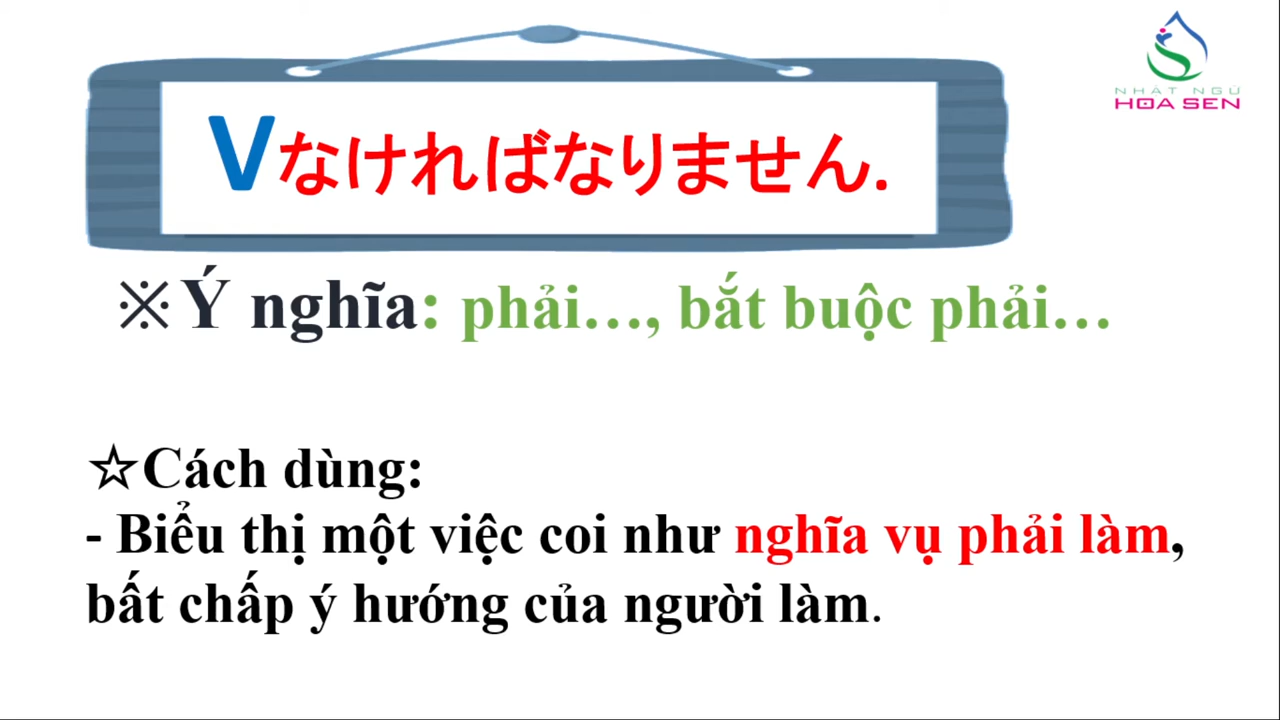 NHẬT NGỮ
HOA SEN
Vなければなりません.
※Ý nghĩa: phải…, bắt buộc phải…
☆Cách dùng:
- Biểu thị một việc coi như nghĩa vụ phải làm,
bất chấp ý hướng của người làm.